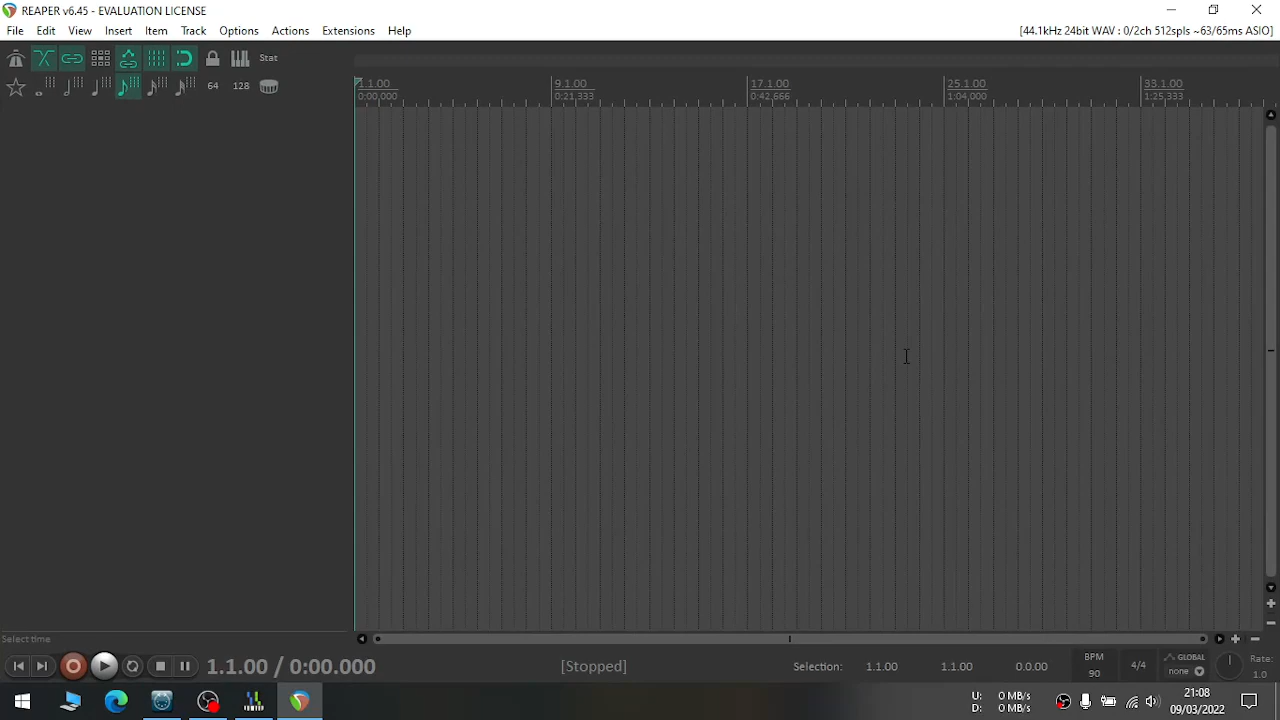 REAPER v6.45 - EVALUATION LICENSE
File Edit View Insert Item Track Options Actions Extensions Help
[44.1kHz 24bit WAV : 0/2ch 512spls ~63/65ms ASIO]
Stat
64 128
1.1.00 9.1.00 17.1.00 25.1.00 33.1.00
0:00,000 0:21,333 0:42,666 1:04,000 1:25,333
Select time
1.1.00 / 0:00.000
[Stopped]
Selection: 1.1.00 1.1.00 0.0.00
BPM
90
4/4
GLOBAL
none
Rate:
1.0
U: 0 MB/s
D: 0 MB/s
21:08
09/03/2022